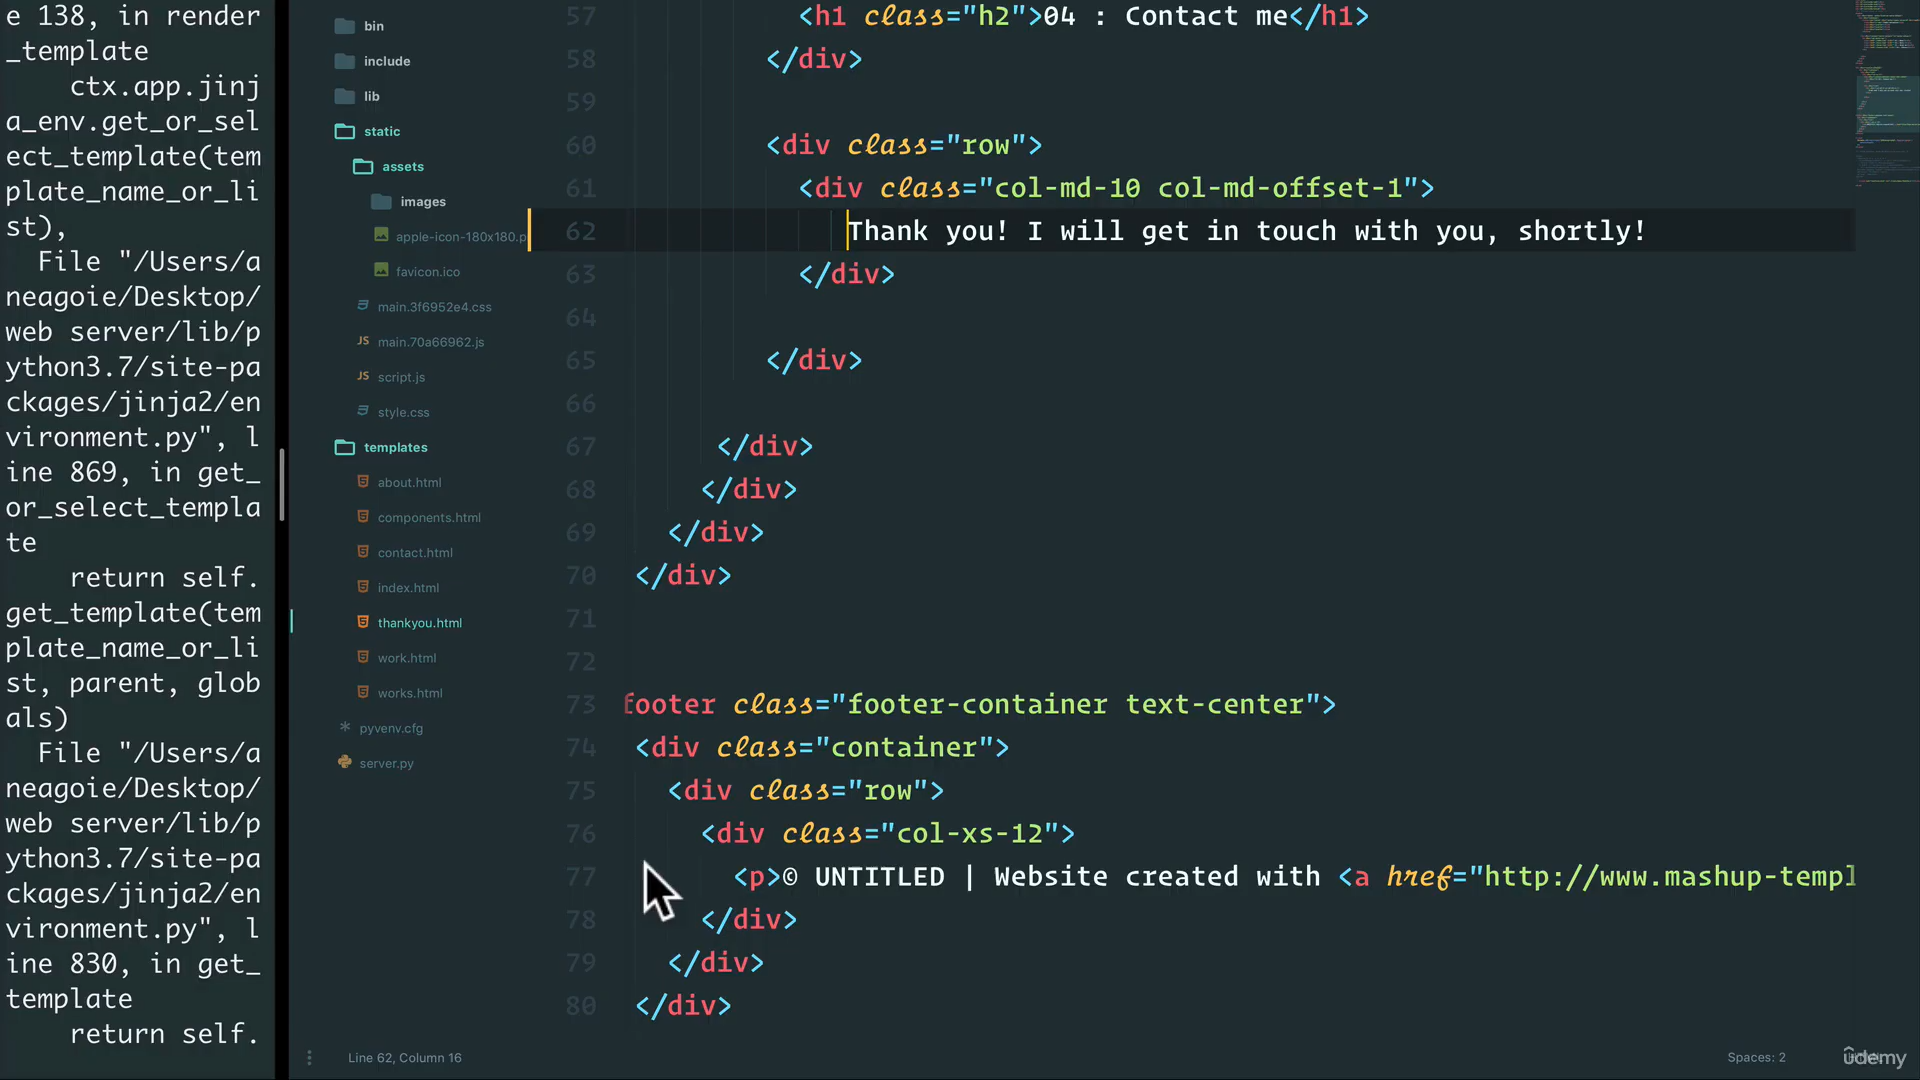 e 138, in render
_template
ctx.app.jinj
a_env.get_or_sel
ect_template(tem
plate_name_or_li
st),
File "/Users/a
neagoie/Desktop/
web server/lib/p
ython3.7/site-pa
ckages/jinja2/en
vironment.py", l
ine 869, in get_
or_select_templa
te
return self.
get_template(tem
plate_name_or_li
st, parent, glob
als)
File "/Users/a
neagoie/Desktop/
web server/lib/p
ython3.7/site-pa
ckages/jinja2/en
vironment.py", l
ine 830, in get_
template
return self.
bin
include
lib
static
assets
images
apple-icon-180x180.p
favicon.ico
main.3f6952e4.css
JS main.70a66962.js
JS script.js
style.css
templates
about.html
components.html
contact.html
index.html
thankyou.html
work.html
works.html
* pyvenv.cfg
server.py
57 <h1 class="h2">04 : Contact me</h1>
58 </div>
59
60 <div class="row">
61 <div class="col-md-10 col-md-offset-1">
62 Thank you! I will get in touch with you, shortly!
63 </div>
64
65 </div>
66
67 </div>
68 </div>
69 </div>
70 </div>
71
72
73 footer class="footer-container text-center">
74 <div class="container">
75 <div class="row">
76 <div class="col-xs-12">
77 <p>© UNTITLED | Website created with <a href="http://www.mashup-templ
78 </div>
79 </div>
80 </div>
Line 62, Column 16
Spaces: 2
udemy